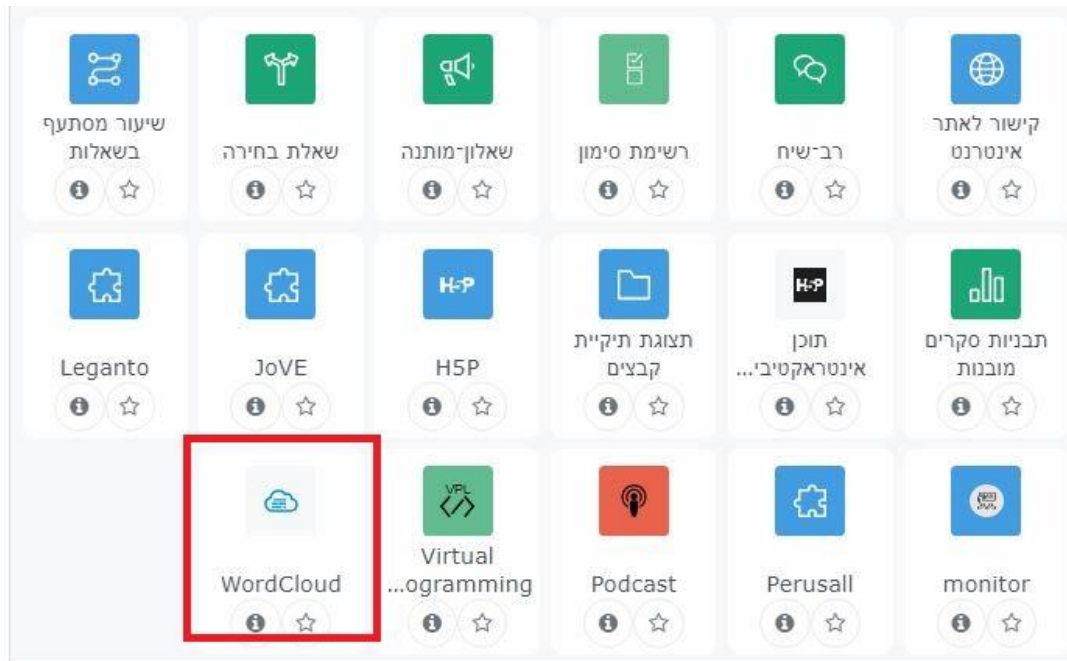 קישור לאתר
אינטרנט
רב־שיח
רשימת סימון
שאלון־מותנה
שאלת בחירה
שיעור מסתעף
בשאלות
תבניות סקרים
מובנות
H5P
תוכן
אינטראקטיבי...
תצוגת תיקיית
קבצים
H5P
H5P
JoVE
Leganto
monitor
Perusall
Podcast
VPL
Virtual
...ogramming
WordCloud